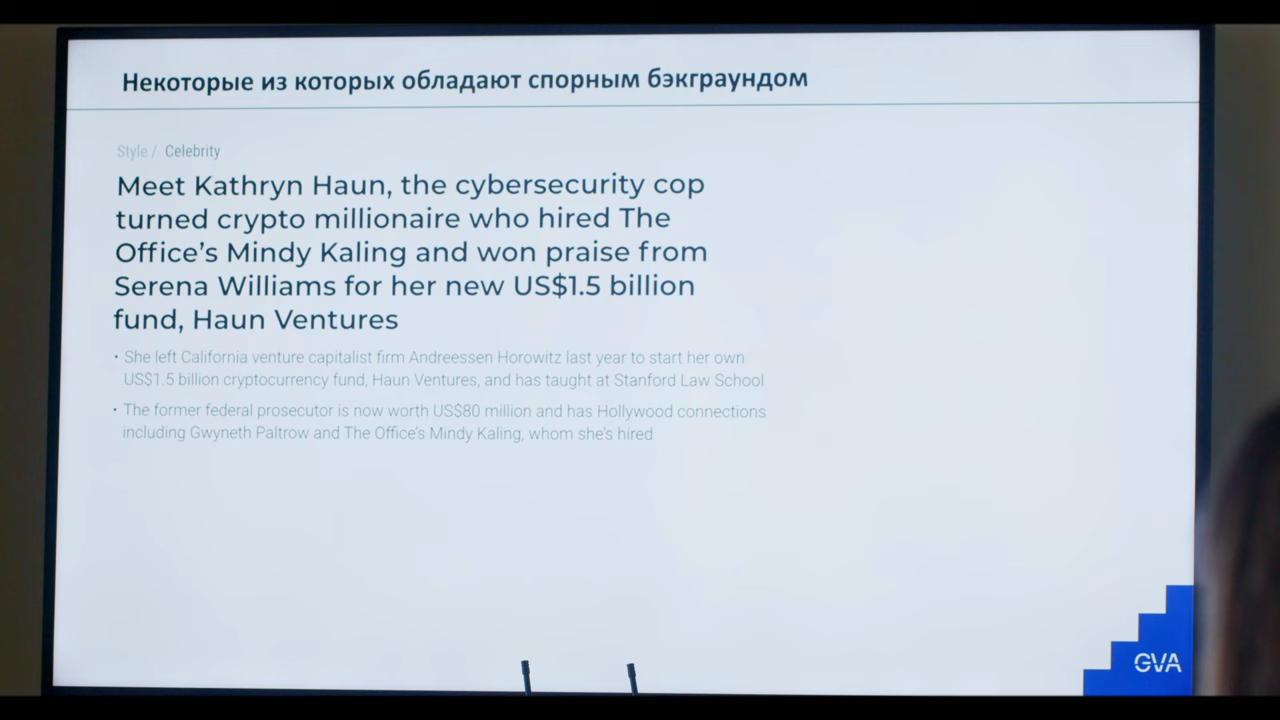 Некоторые из которых обладают спорным бэкграундом
Style / Celebrity
Meet Kathryn Haun, the cybersecurity cop
turned crypto millionaire who hired The
Office’s Mindy Kaling and won praise from
Serena Williams for her new US$1.5 billion
fund, Haun Ventures
• She left California venture capitalist firm Andreessen Horowitz last year to start her own
US$1.5 billion cryptocurrency fund, Haun Ventures, and has taught at Stanford Law School
• The former federal prosecutor is now worth US$80 million and has Hollywood connections
including Gwyneth Paltrow and The Office’s Mindy Kaling, whom she’s hired
GVA